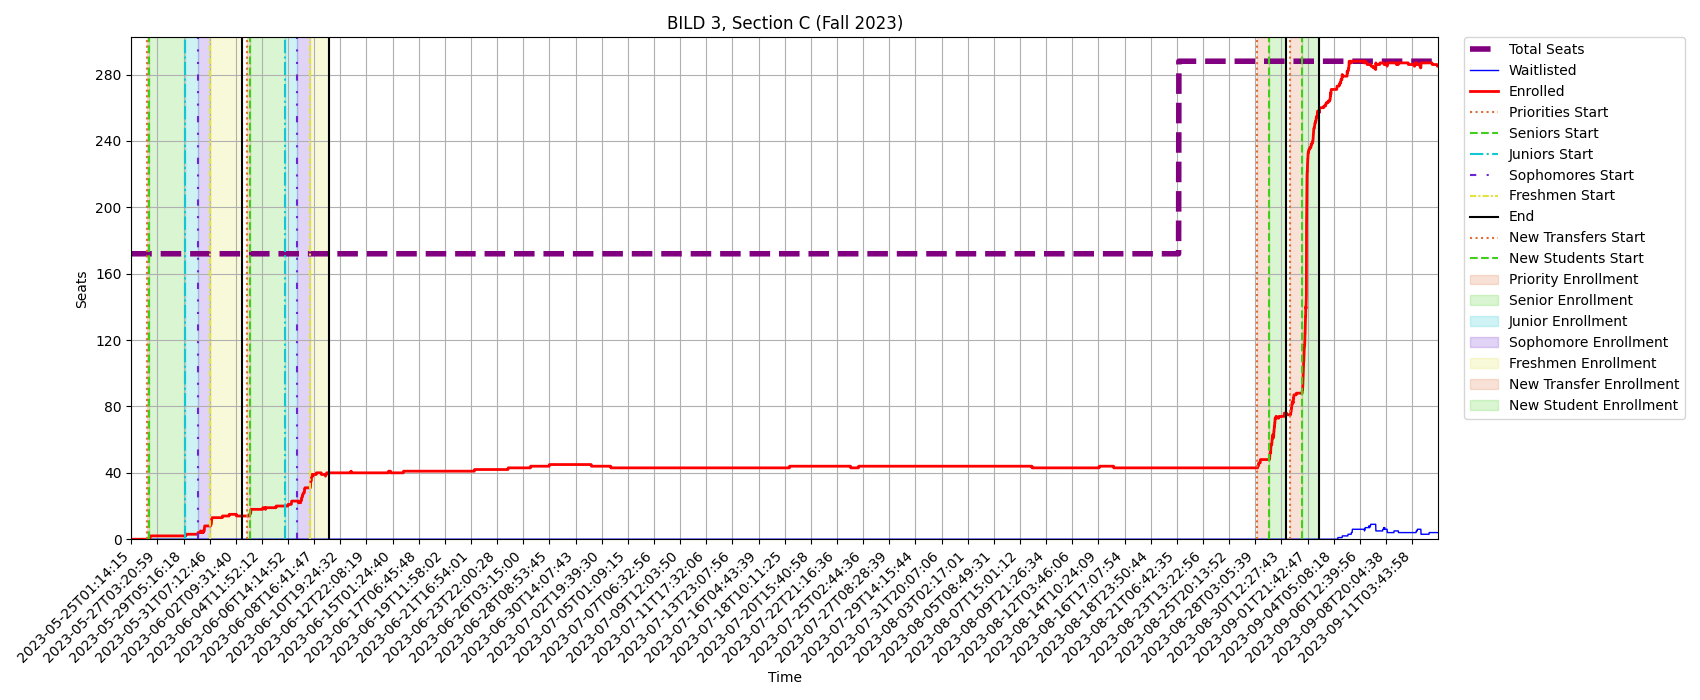 BILD 3, Section C (Fall 2023)
Seats
280
240
200
160
120
80
40
0
2023-05-25T01:14:15
2023-05-27T03:20:59
2023-05-29T05:16:18
2023-05-31T07:12:46
2023-06-02T09:31:40
2023-06-04T11:52:12
2023-06-06T14:14:52
2023-06-08T16:41:47
2023-06-10T19:24:32
2023-06-12T22:08:19
2023-06-15T01:24:40
2023-06-17T06:45:48
2023-06-19T11:58:02
2023-06-21T16:54:01
2023-06-23T22:00:28
2023-06-26T03:15:00
2023-06-28T08:53:45
2023-06-30T14:07:43
2023-07-02T19:39:30
2023-07-05T01:09:15
2023-07-07T06:32:56
2023-07-09T12:03:50
2023-07-11T17:32:06
2023-07-13T23:07:56
2023-07-16T04:43:39
2023-07-18T10:11:25
2023-07-20T15:40:58
2023-07-22T21:16:36
2023-07-25T02:44:36
2023-07-27T08:28:39
2023-07-29T14:15:44
2023-07-31T20:07:06
2023-08-03T02:17:01
2023-08-05T08:49:31
2023-08-07T15:01:12
2023-08-09T21:26:34
2023-08-12T03:46:06
2023-08-14T10:24:09
2023-08-16T17:07:54
2023-08-18T23:50:44
2023-08-21T06:42:35
2023-08-23T13:22:56
2023-08-25T20:13:52
2023-08-28T03:05:39
2023-08-30T12:27:43
2023-09-01T21:42:47
2023-09-04T05:08:18
2023-09-06T12:39:56
2023-09-08T20:04:38
2023-09-11T03:43:58
Time
Total Seats
Waitlisted
Enrolled
Priorities Start
Seniors Start
Juniors Start
Sophomores Start
Freshmen Start
End
New Transfers Start
New Students Start
Priority Enrollment
Senior Enrollment
Junior Enrollment
Sophomore Enrollment
Freshmen Enrollment
New Transfer Enrollment
New Student Enrollment